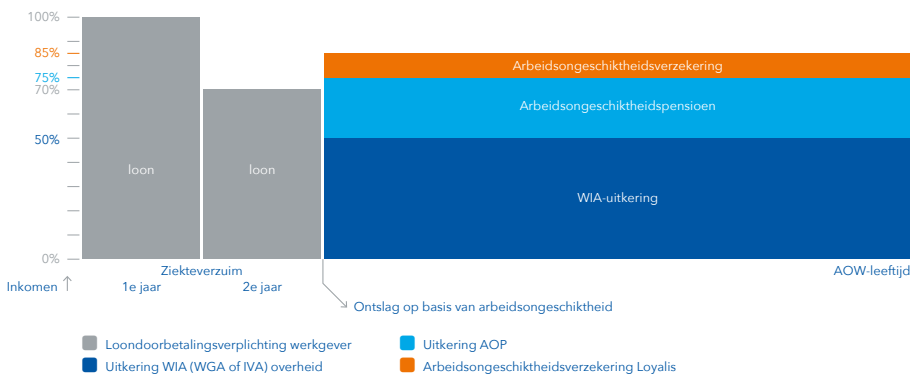 100%
85%
75%
70%
50%
0%
Arbeidsongeschiktheidsverzekering
Arbeidsongeschiktheidspensioen
loon
loon
WIA-uitkering
Ziekteverzuim
AOW-leeftijd
Inkomen
1e jaar
2e jaar
Ontslag op basis van arbeidsongeschiktheid
Loondoorbetalingsverplichting werkgever
Uitkering AOP
Uitkering WIA (WGA of IVA) overheid
Arbeidsongeschiktheidsverzekering Loyalis